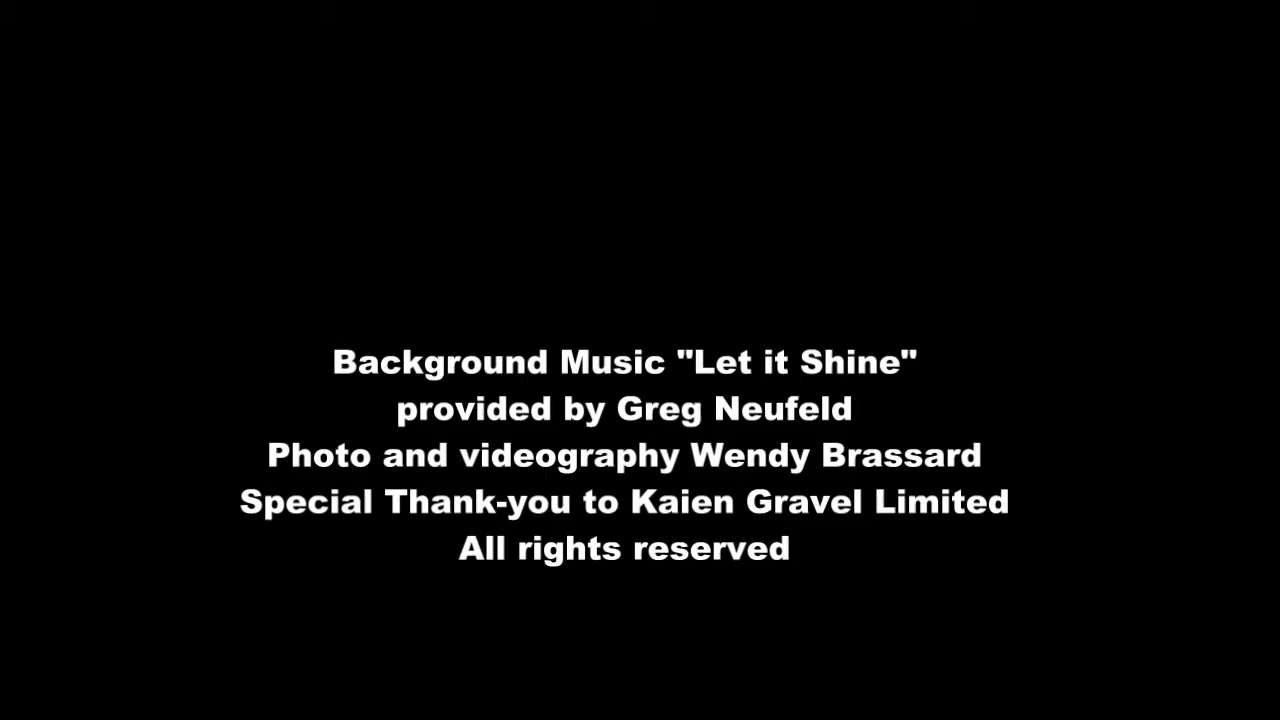 Background Music "Let it Shine"
provided by Greg Neufeld
Photo and videography Wendy Brassard
Special Thank-you to Kaien Gravel Limited
All rights reserved